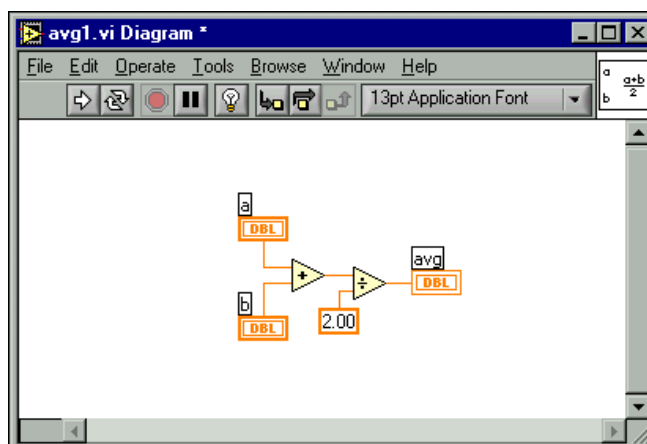 avg1.vi Diagram *
File Edit Operate Tools Browse Window Help
13pt Application Font
a
b
a+b
2
a
DBL
b
DBL
+
÷
2.00
avg
DBL